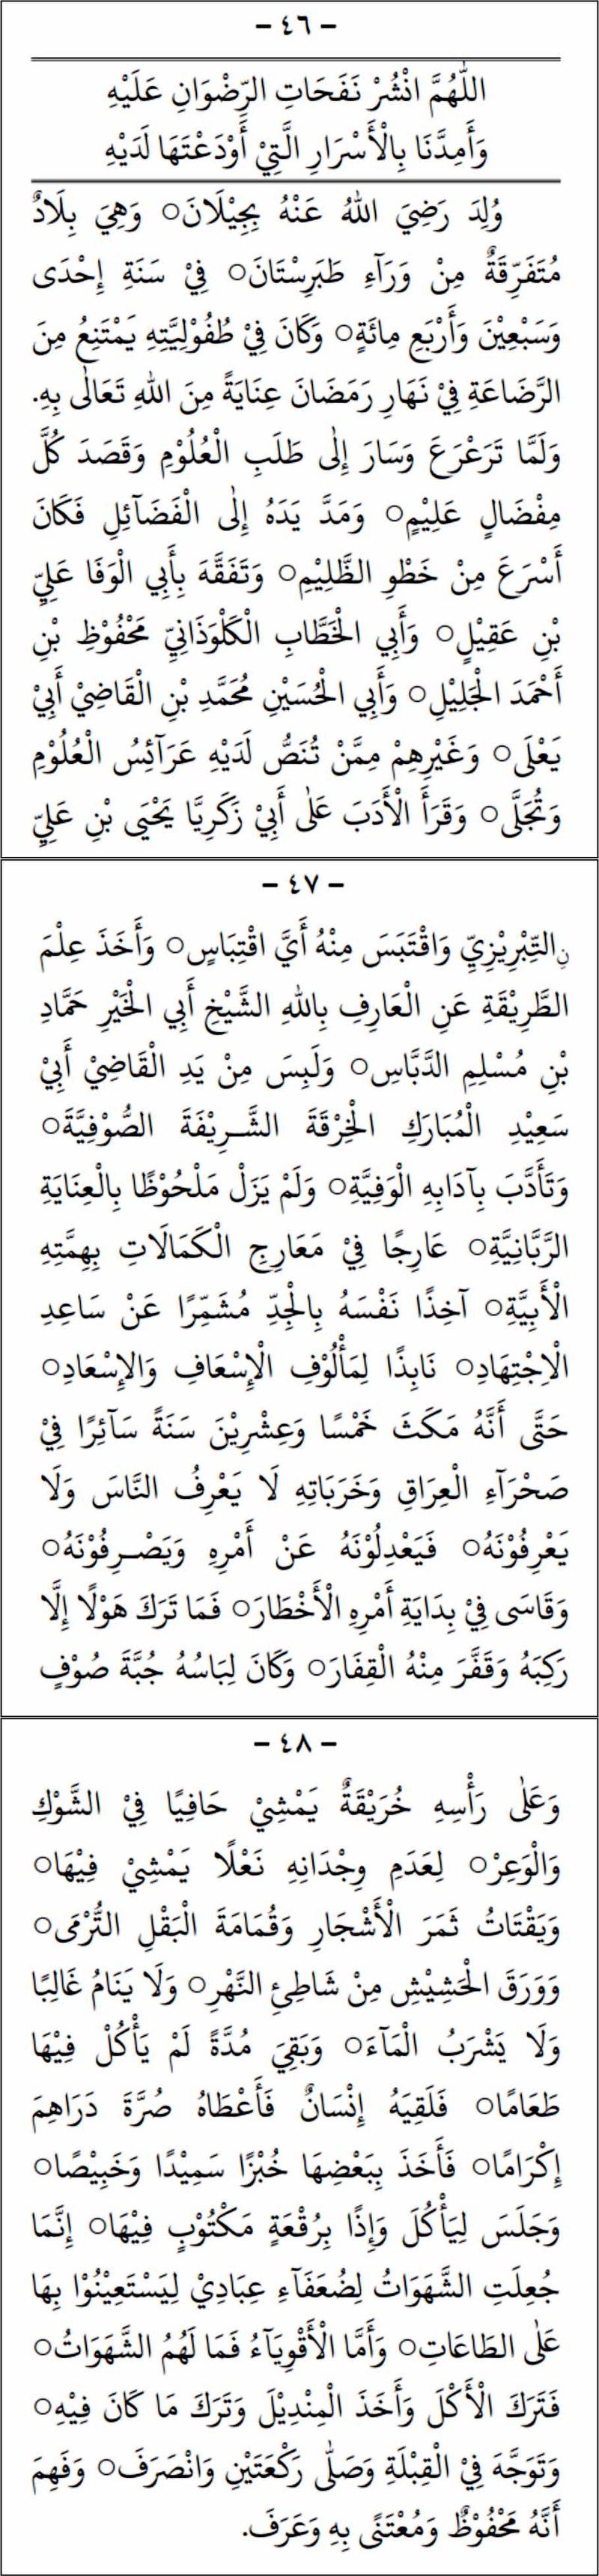 - ٤٦ -
اللّٰهُمَّ انْشُرْ نَفَحَاتِ الرِّضْوَانِ عَلَيْهِ
وَأَمِدَّنَا بِالْأَسْرَارِ الَّتِيْ أَوْدَعْتَهَا لَدَيْهِ
وُلِدَ رَضِيَ اللهُ عَنْهُ بِجِيْلَانَ○ وَهِيَ بِلَادٌ
مُتَفَرِّقَةٌ مِنْ وَرَآءِ طَبَرِسْتَانَ○ فِيْ سَنَةِ إِحْدَى
وَسَبْعِيْنَ وَأَرْبَعِ مِائَةٍ○ وَكَانَ فِيْ طُفُوْلِيَّتِهِ يَمْتَنِعُ مِنَ
الرَّضَاعَةِ فِيْ نَهَارِ رَمَضَانَ عِنَايَةً مِنَ اللهِ تَعَالٰى بِهِ.
وَلَمَّا تَرَعْرَعَ وَسَارَ إِلٰى طَلَبِ الْعُلُوْمِ وَقَصَدَ كُلَّ
مِفْضَالٍ عَلِيْمٍ○ وَمَدَّ يَدَهُ إِلٰى الْفَضَآئِلِ فَكَانَ
أَسْرَعَ مِنْ خَطْوِ الظَّلِيْمِ○ وَتَفَقَّهَ بِأَبِي الْوَفَا عَلِيِّ
بْنِ عَقِيْلٍ○ وَأَبِي الْخَطَّابِ الْكَلْوَذَانِيِّ مَحْفُوْظِ بْنِ
أَحْمَدَ الْجَلِيْلِ○ وَأَبِي الْحُسَيْنِ مُحَمَّدِ بْنِ الْقَاضِيْ أَبِيْ
يَعْلَى○ وَغَيْرِهِمْ مِمَّنْ تُنَصُّ لَدَيْهِ عَرَآئِسُ الْعُلُوْمِ
وَتُجَلَّى○ وَقَرَأَ الْأَدَبَ عَلٰى أَبِيْ زَكَرِيَّا يَحْيَى بْنِ عَلِيِّ
- ٤٧ -
نِ التِّبْرِيْزِيِّ وَاقْتَبَسَ مِنْهُ أَيَّ اقْتِبَاسٍ○ وَأَخَذَ عِلْمَ
الطَّرِيْقَةِ عَنِ الْعَارِفِ بِاللهِ الشَّيْخِ أَبِي الْخَيْرِ حَمَّادِ
بْنِ مُسْلِمِ الدَّبَّاسِ○ وَلَبِسَ مِنْ يَدِ الْقَاضِيْ أَبِيْ
سَعِيْدِ الْمُبَارَكِ الْخِرْقَةَ الشَّرِيْفَةَ الصُّوْفِيَّةَ○
وَتَأَدَّبَ بِآدَابِهِ الْوَفِيَّةِ○ وَلَمْ يَزَلْ مَلْحُوْظًا بِالْعِنَايَةِ
الرَّبَّانِيَّةِ○ عَارِجًا فِيْ مَعَارِجِ الْكَمَالَاتِ بِهِمَّتِهِ
الْأَبِيَّةِ○ آخِذًا نَفْسَهُ بِالْجِدِّ مُشَمِّرًا عَنْ سَاعِدِ
الْاِجْتِهَادِ○ نَابِذًا لِمَأْلُوْفِ الْإِسْعَافِ وَالإِسْعَادِ○
حَتَّى أَنَّهُ مَكَثَ خَمْسًا وَعِشْرِيْنَ سَنَةً سَآئِرًا فِيْ
صَحْرَآءِ الْعِرَاقِ وَخَرَبَاتِهِ لَا يَعْرِفُ النَّاسَ وَلَا
يَعْرِفُوْنَهُ○ فَيَعْدِلُوْنَهُ عَنْ أَمْرِهِ وَيَصْرِفُوْنَهُ○
وَقَاسَى فِيْ بِدَايَةِ أَمْرِهِ الْأَخْطَارَ○ فَمَا تَرَكَ هَوْلًا إِلَّا
رَكِبَهُ وَقَفَّرَ مِنْهُ الْقِفَارَ○ وَكَانَ لِبَاسُهُ جُبَّةَ صُوْفٍ
- ٤٨ -
وَعَلٰى رَأْسِهِ خُرَيْقَةٌ يَمْشِيْ حَافِيًا فِيْ الشَّوْكِ
وَالْوَعِرْ○ لِعَدَمِ وِجْدَانِهِ نَعْلًا يَمْشِيْ فِيْهَا○
وَيَقْتَاتُ ثَمَرَ الْأَشْجَارِ وَقُمَامَةَ الْبَقْلِ التُّرْمَى○
وَوَرَقَ الْحَشِيْشِ مِنْ شَاطِئِ النَّهْرِ○ وَلَا يَنَامُ غَالِبًا
وَلَا يَشْرَبُ الْمَآءَ○ وَبَقِيَ مُدَّةً لَمْ يَأْكُلْ فِيْهَا
طَعَامًا○ فَلَقِيَهُ إِنْسَانٌ فَأَعْطَاهُ صُرَّةَ دَرَاهِمَ
إِكْرَامًا○ فَأَخَذَ بِبَعْضِهَا خُبْزًا سَمِيْدًا وَخَبِيْصًا○
وَجَلَسَ لِيَأْكُلَ وَإِذًا بِرُقْعَةٍ مَكْتُوْبٍ فِيْهَا○ إِنَّمَا
جُعِلَتِ الشَّهَوَاتُ لِضُعَفَآءِ عِبَادِيْ لِيَسْتَعِيْنُوْا بِهَا
عَلٰى الطَاعَاتِ○ وَأَمَّا الْأَقْوِيَآءُ فَمَا لَهُمُ الشَّهَوَاتُ○
فَتَرَكَ الْأَكْلَ وَأَخَذَ الْمِنْدِيْلَ وَتَرَكَ مَا كَانَ فِيْهِ○
وَتَوَجَّهَ فِيْ الْقِبْلَةِ وَصَلّٰى رَكْعَتَيْنِ وَانْصَرَفَ○ وَفَهِمَ
أَنَّهُ مَحْفُوْظٌ وَمُعْتَنًى بِهِ وَعَرَفَ.